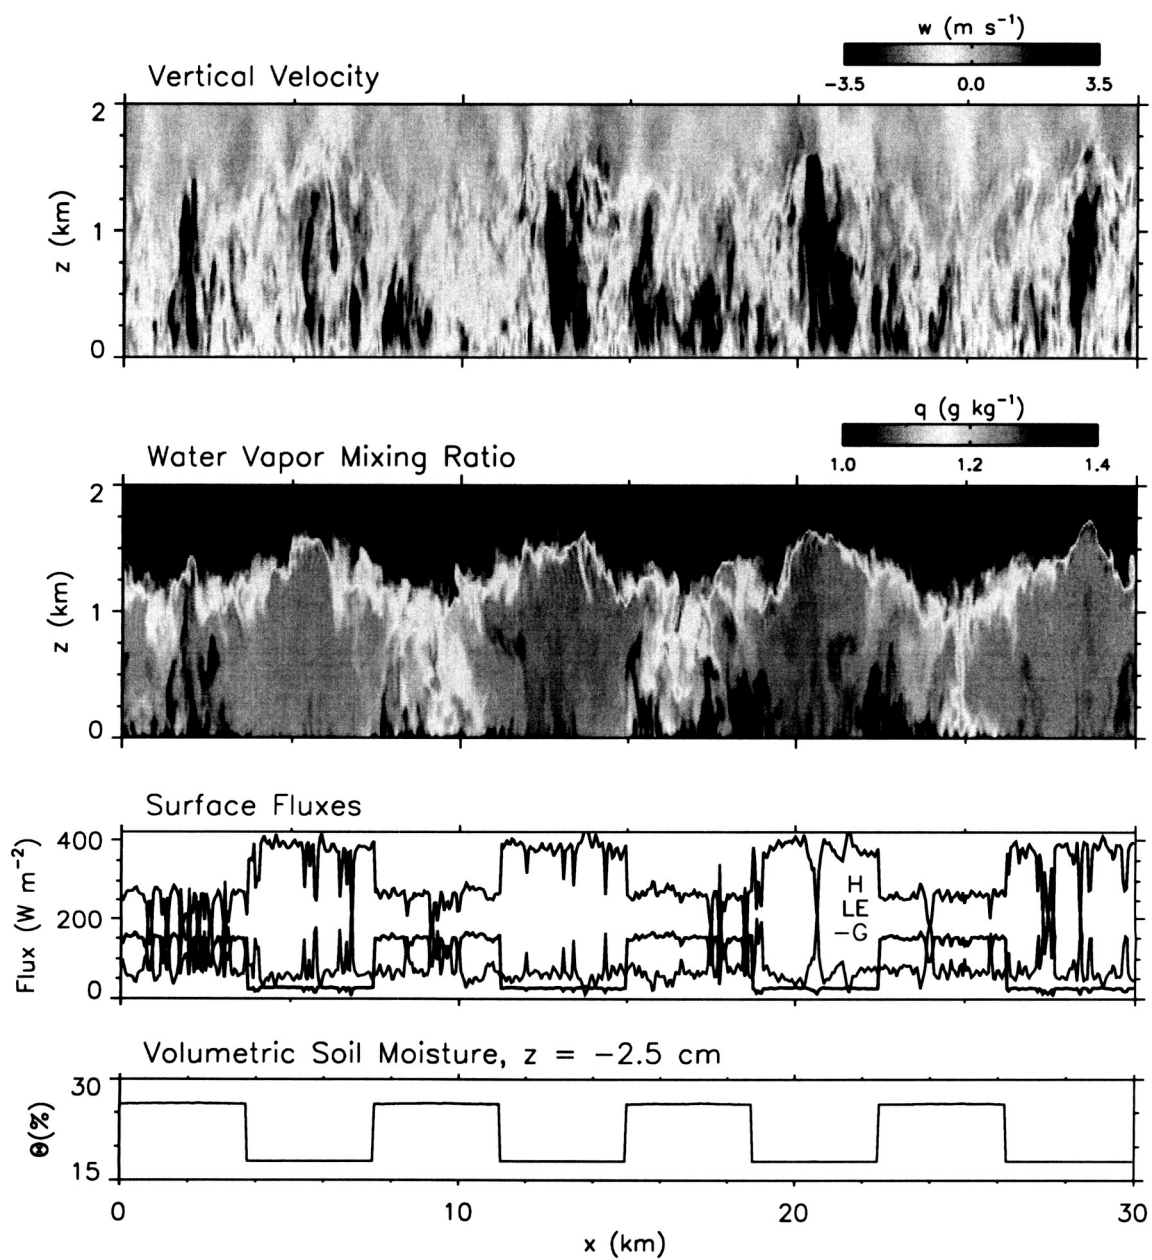 w (m s⁻¹)
Vertical Velocity
−3.5 0.0 3.5
2
1
0
z (km)
q (g kg⁻¹)
Water Vapor Mixing Ratio
1.0 1.2 1.4
2
1
0
z (km)
Surface Fluxes
400
200
0
Flux (W m⁻²)
H
LE
−G
Volumetric Soil Moisture, z = −2.5 cm
30
15
Θ(%)
0 10 20 30
x (km)